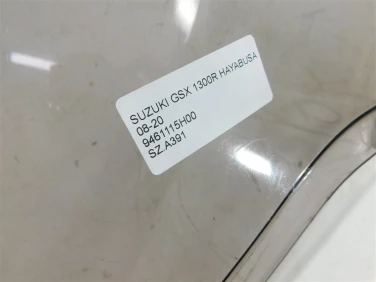 SUZUKI GSX 1300R HAYABUSA
08-20
9461115H00
SZ.A391